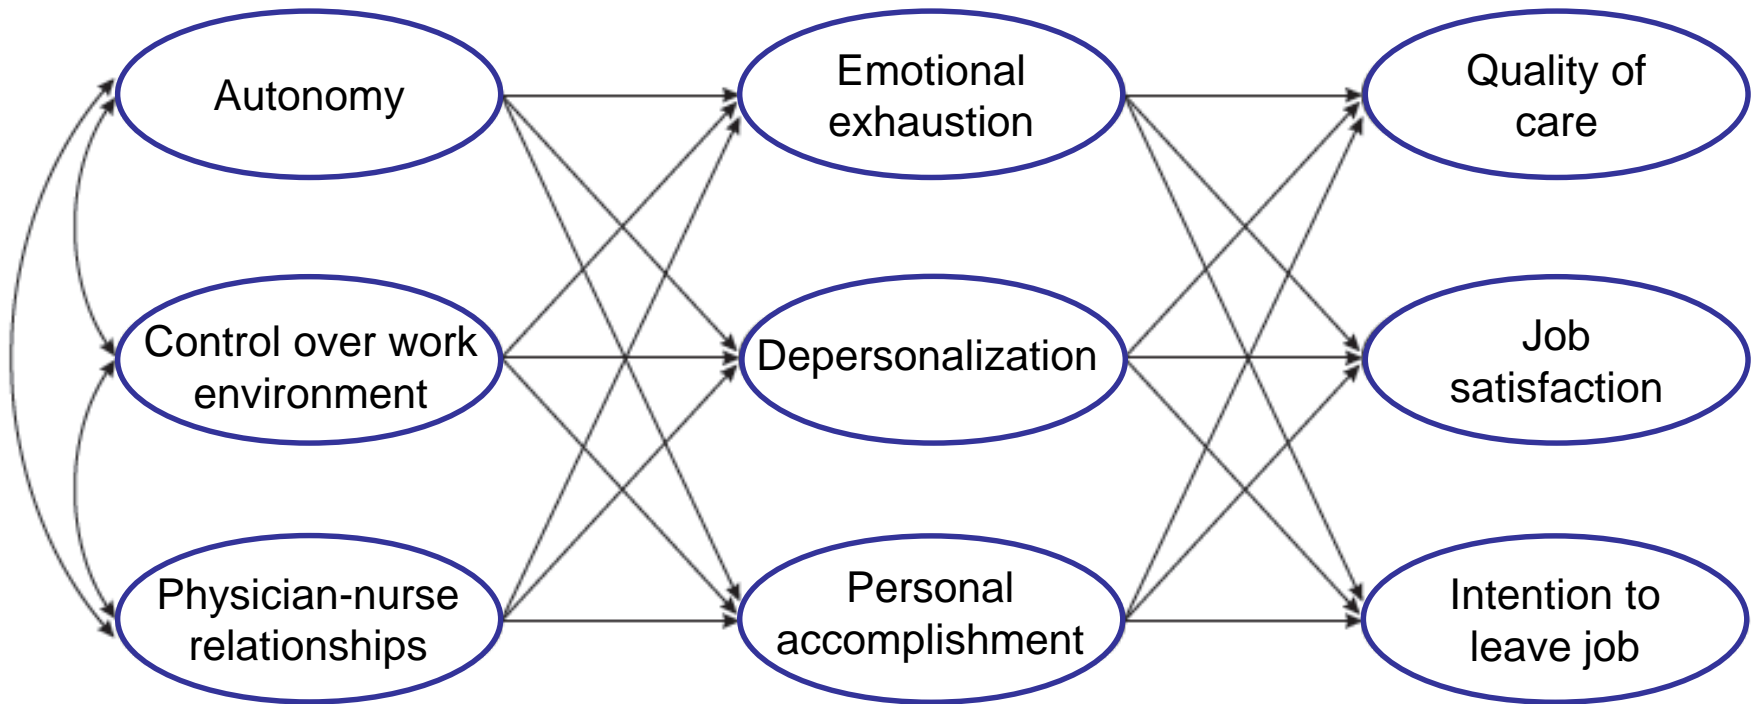 Autonomy
Emotional
exhaustion
Quality of
care
Control over work
environment
Depersonalization
Job
satisfaction
Physician-nurse
relationships
Personal
accomplishment
Intention to
leave job